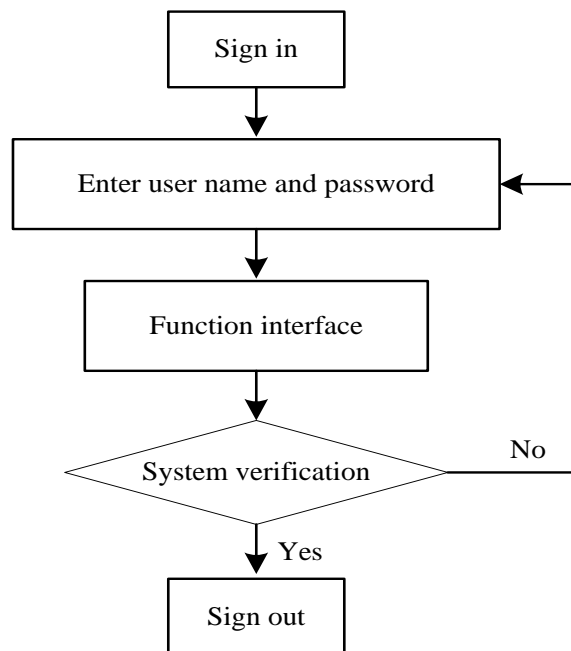 Sign in
Enter user name and password
Function interface
System verification
No
Yes
Sign out